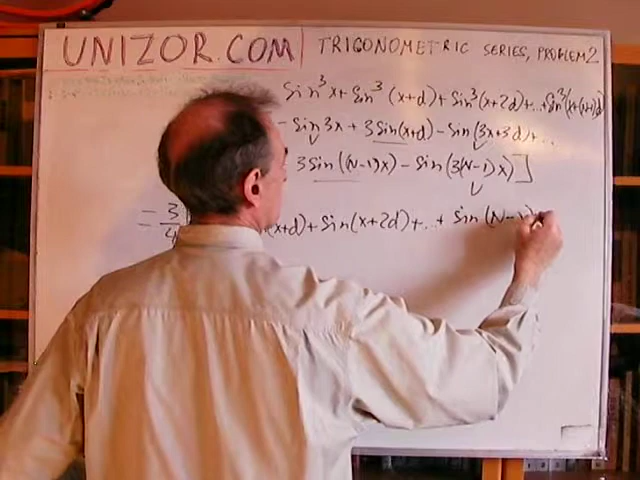 UNIZOR.COM TRIGONOMETRIC SERIES, PROBLEM 2
sin³x + sin³(x+d) + sin³(x+2d) + ... + sin³(x+(N-1)d)
- sin 3x + 3 sin(x+d) - sin(3x+3d) + ...
3 sin((N-1)x) - sin(3(N-1)x)]
= 3/4 (x+d) + sin(x+2d) + ... + sin(N-1)